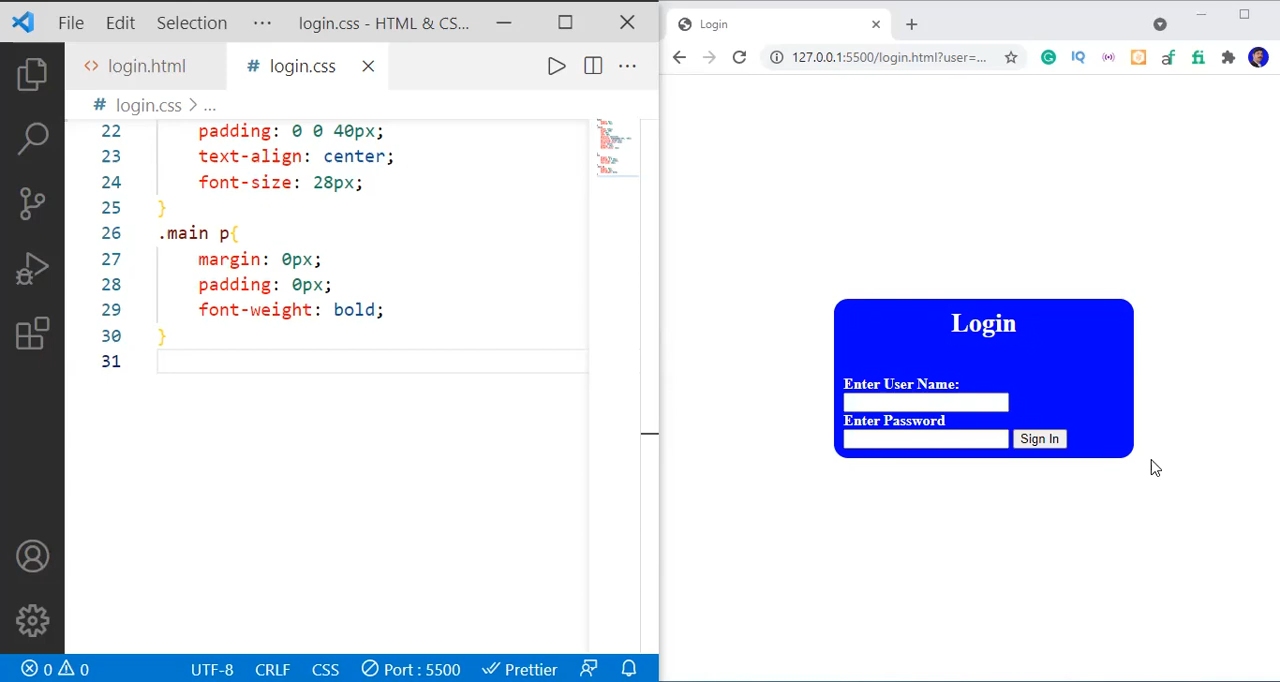 File Edit Selection ··· login.css - HTML & CS...
login.html # login.css
# login.css > ...
22 padding: 0 0 40px;
23 text-align: center;
24 font-size: 28px;
25 }
26 .main p{
27 margin: 0px;
28 padding: 0px;
29 font-weight: bold;
30 }
31
0 0 UTF-8 CRLF CSS Port : 5500 Prettier
Login
127.0.0.1:5500/login.html?user=...
IQ
af
fi
Login
Enter User Name:
Enter Password
Sign In